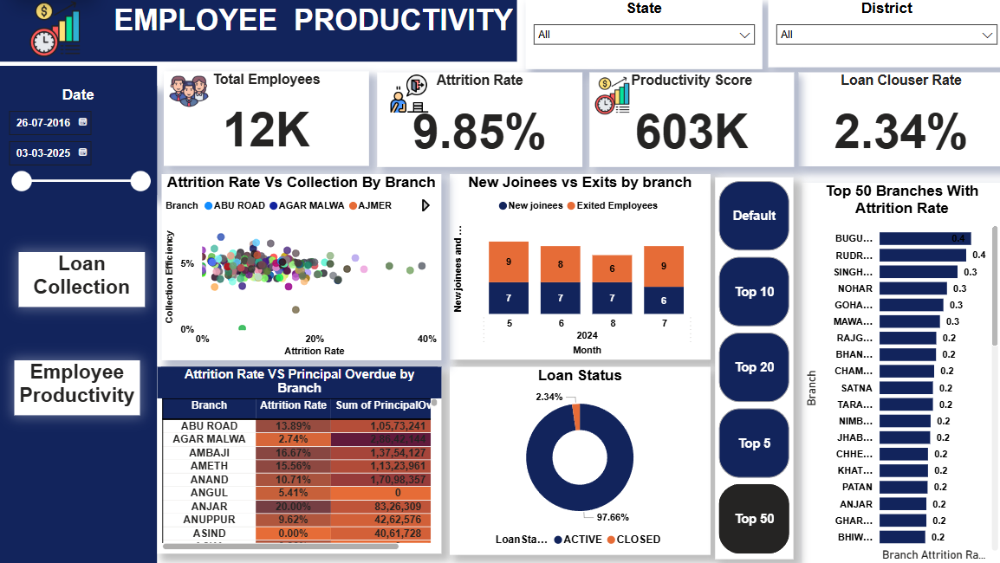 EMPLOYEE PRODUCTIVITY
State
All
District
All
Date
26-07-2016
03-03-2025
Loan
Collection
Employee
Productivity
Total Employees
12K
Attrition Rate
9.85%
Productivity Score
603K
Loan Clouser Rate
2.34%
Attrition Rate Vs Collection By Branch
Branch ABU ROAD AGAR MALWA AJMER
Collection Efficiency
5%
0%
0% 20% 40%
Attrition Rate
New Joinees vs Exits by branch
New joinees Exited Employees
New joinees and ...
9 8 6 9
7 7 7 6
5 6 8 7
2024
Month
Attrition Rate VS Principal Overdue by
Branch
Branch Attrition Rate Sum of PrincipalOv
ABU ROAD 13.89% 1,05,73,241
AGAR MALWA 2.74% 2,86,42,144
AMBAJI 16.67% 1,37,54,127
AMETH 15.56% 1,13,23,961
ANAND 10.71% 1,70,98,357
ANGUL 5.41% 0
ANJAR 20.00% 83,26,309
ANUPPUR 9.62% 42,62,576
ASIND 0.00% 40,61,728
Loan Status
2.34%
97.66%
Loan Sta... ACTIVE CLOSED
Default
Top 10
Top 20
Top 5
Top 50
Top 50 Branches With
Attrition Rate
Branch
BUGU... 0.4
RUDR... 0.4
SINGH... 0.3
NOHAR 0.3
GOHA... 0.3
MAWA... 0.3
RAJG... 0.2
BHAN... 0.2
CHAM... 0.2
SATNA 0.2
TARA... 0.2
NIMB... 0.2
JHAB... 0.2
CHHE... 0.2
KHAT... 0.2
PATAN 0.2
ANJAR 0.2
GHAR... 0.2
BHIW... 0.2
Branch Attrition Ra...